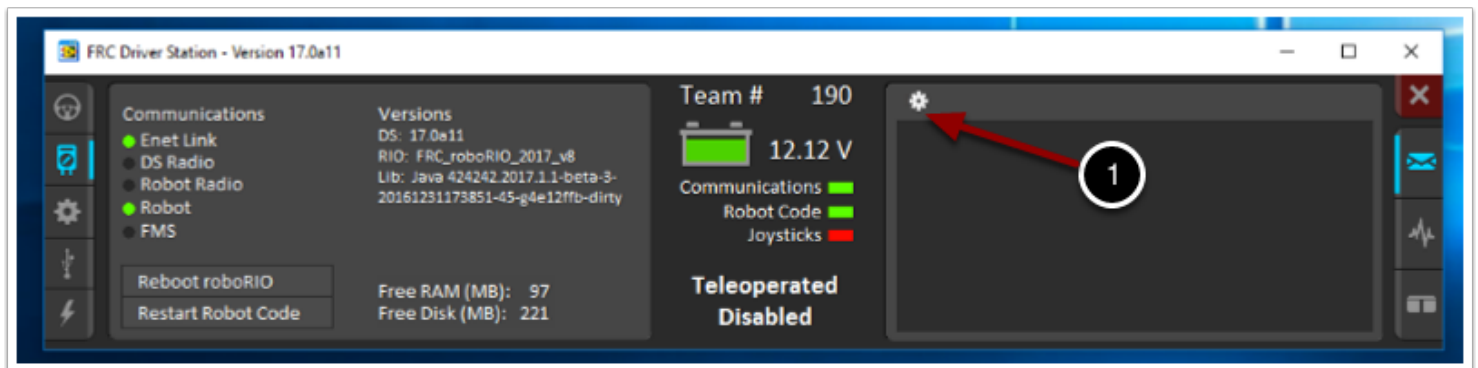 FRC Driver Station - Version 17.0a11
Communications
Enet Link
DS Radio
Robot Radio
Robot
FMS
Reboot roboRIO
Restart Robot Code
Versions
DS: 17.0a11
RIO: FRC_roboRIO_2017_v8
Lib: Java 424242.2017.1.1-beta-3-
20161231173851-45-g4e12ffb-dirty
Free RAM (MB): 97
Free Disk (MB): 221
Team # 190
12.12 V
Communications
Robot Code
Joysticks
Teleoperated
Disabled
1